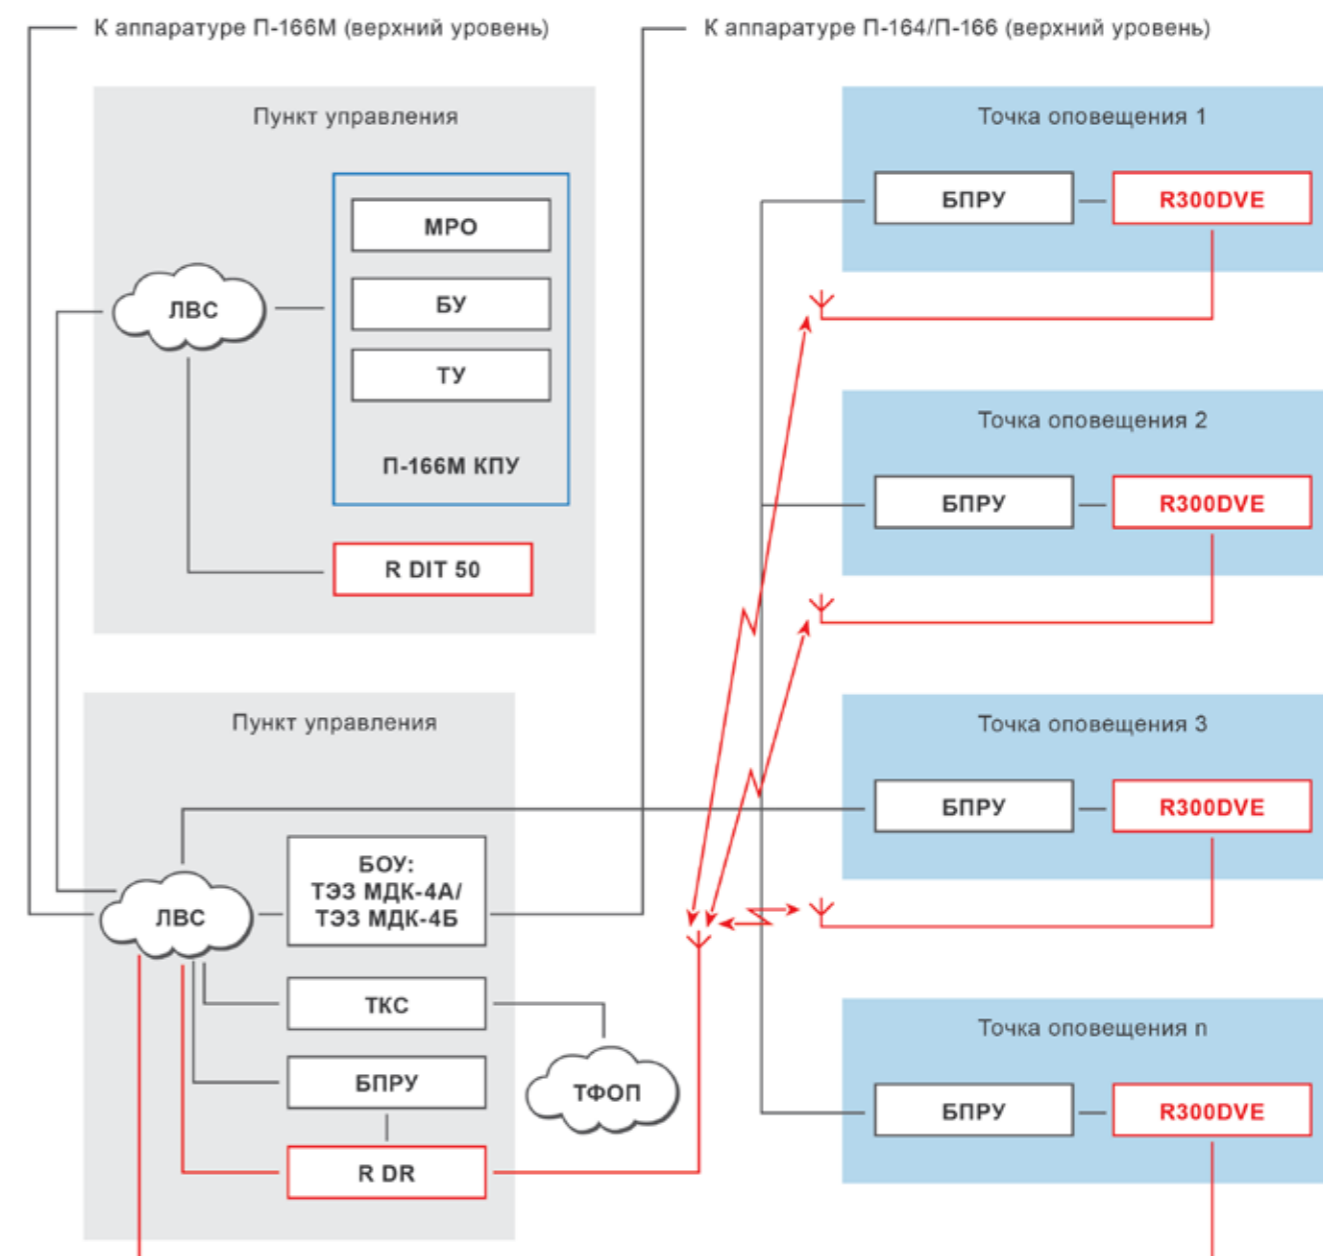 К аппаратуре П-166М (верхний уровень)
К аппаратуре П-164/П-166 (верхний уровень)
Пункт управления
МРО
БУ
ТУ
П-166М КПУ
ЛВС
R DIT 50
Пункт управления
ЛВС
БОУ:
ТЭЗ МДК-4А/
ТЭЗ МДК-4Б
ТКС
БПРУ
R DR
ТФОП
Точка оповещения 1
БПРУ
R300DVE
Точка оповещения 2
БПРУ
R300DVE
Точка оповещения 3
БПРУ
R300DVE
Точка оповещения n
БПРУ
R300DVE